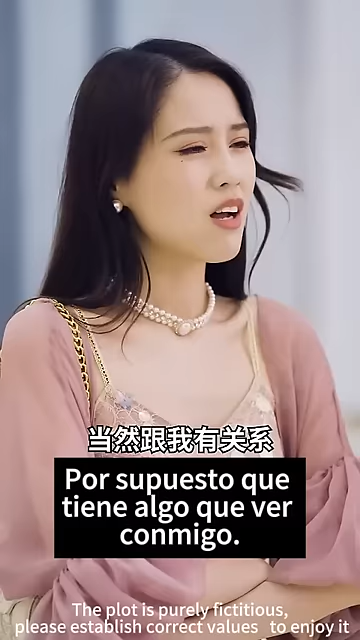 当然跟我有关系
Por supuesto que
tiene algo que ver
conmigo.
The plot is purely fictitious,
please establish correct values to enjoy it